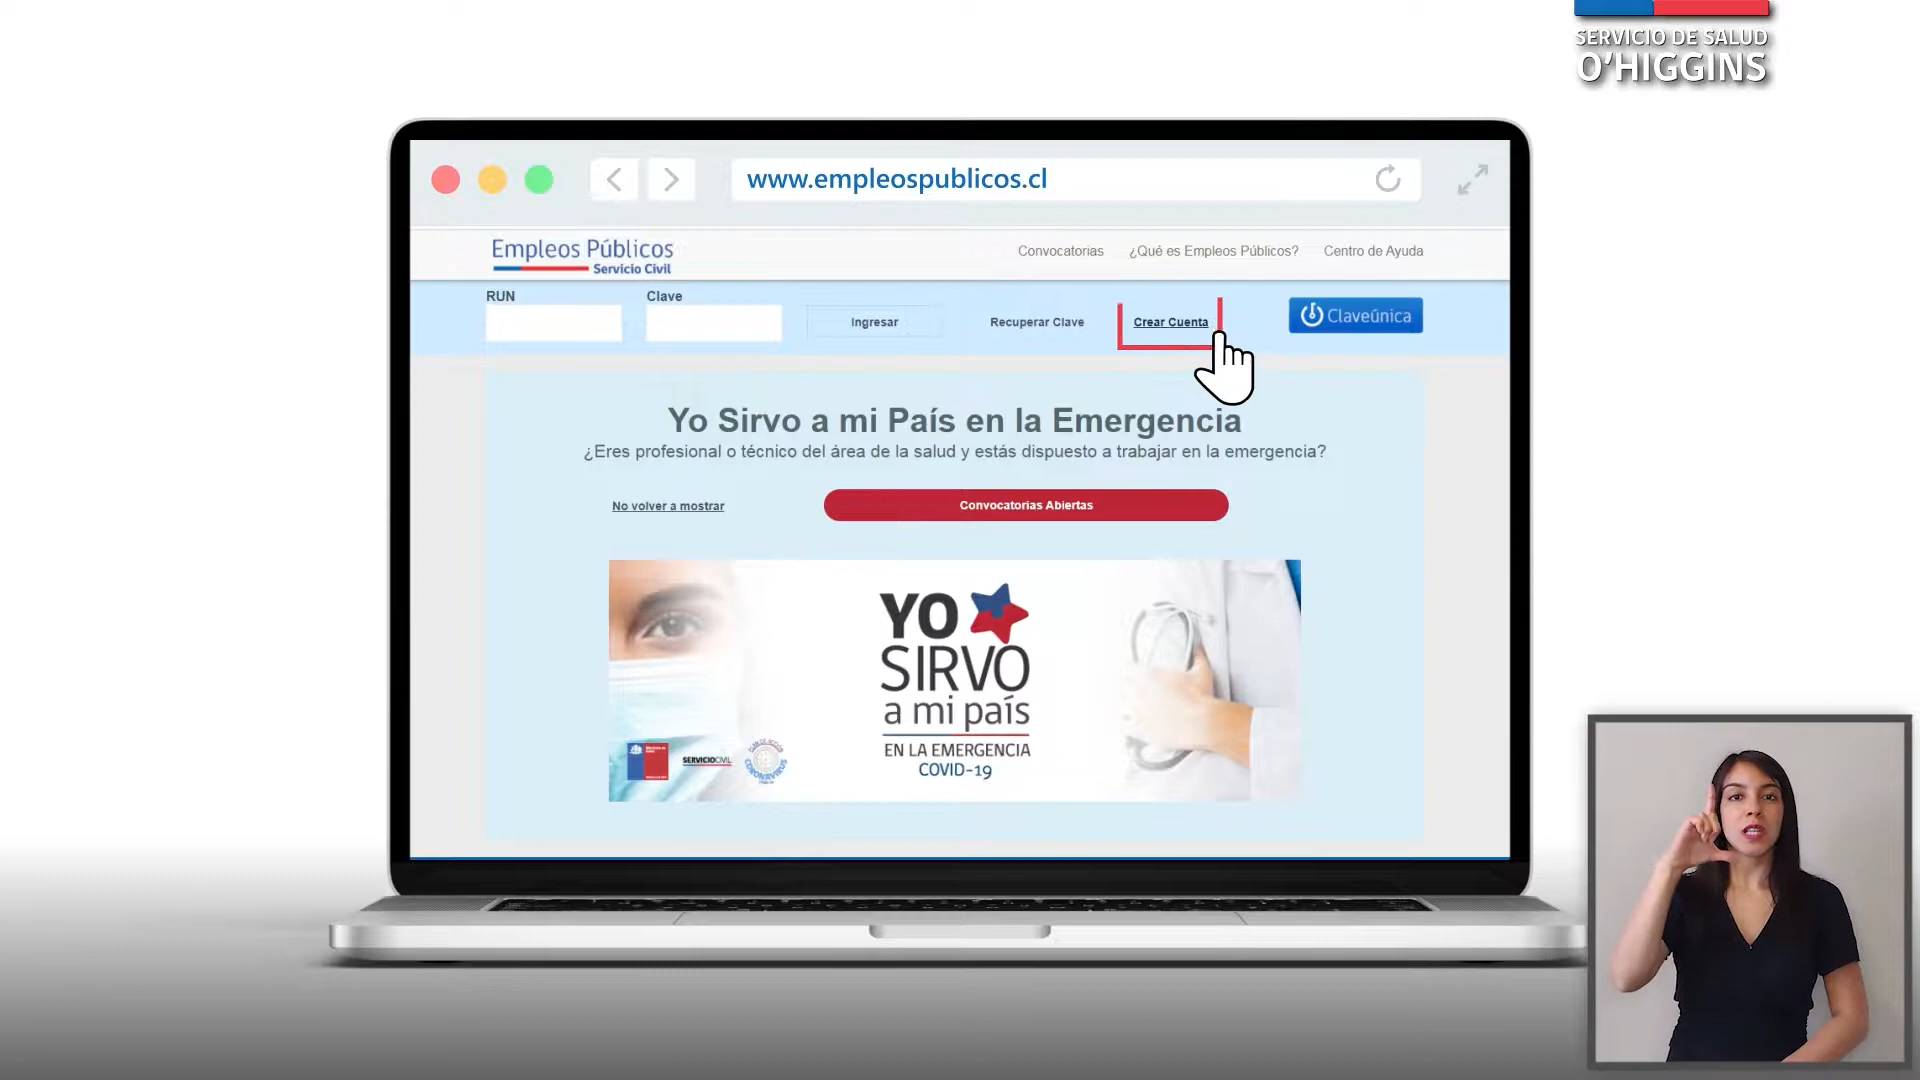 SERVICIO DE SALUD
O'HIGGINS
www.empleospublicos.cl
Empleos Públicos
Servicio Civil
Convocatorias
¿Qué es Empleos Públicos?
Centro de Ayuda
RUN
Clave
Ingresar
Recuperar Clave
Crear Cuenta
Claveúnica
Yo Sirvo a mi País en la Emergencia
¿Eres profesional o técnico del área de la salud y estás dispuesto a trabajar en la emergencia?
No volver a mostrar
Convocatorias Abiertas
YO
SIRVO
a mi país
EN LA EMERGENCIA
COVID-19
SERVICIO CIVIL
CORONAVIRUS